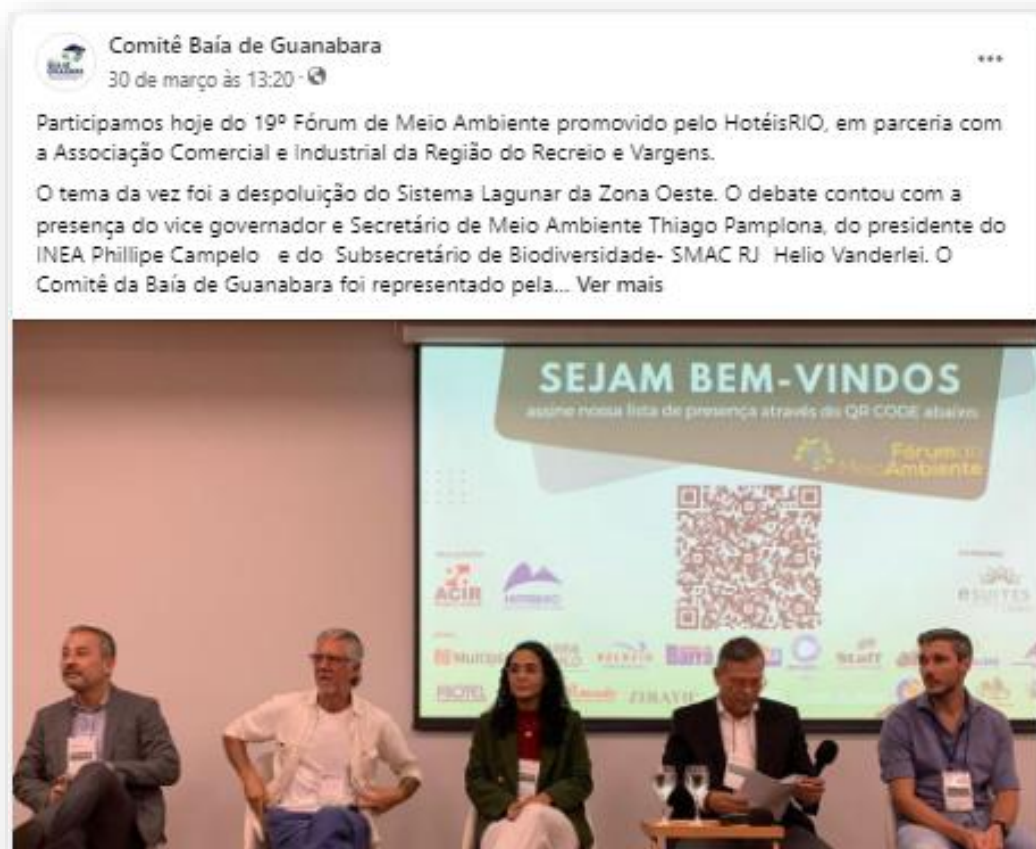 Comitê Baía de Guanabara
30 de março às 13:20 ·
Participamos hoje do 19º Fórum de Meio Ambiente promovido pelo HotéisRIO, em parceria com
a Associação Comercial e Industrial da Região do Recreio e Vargens.
O tema da vez foi a despoluição do Sistema Lagunar da Zona Oeste. O debate contou com a
presença do vice governador e Secretário de Meio Ambiente Thiago Pamplona, do presidente do
INEA Phillipe Campelo e do Subsecretário de Biodiversidade- SMAC RJ Helio Vanderlei. O
Comitê da Baía de Guanabara foi representado pela... Ver mais
SEJAM BEM-VINDOS
assine nossa lista de presença através do QR CODE abaixo
Fórum do
Meio Ambiente
ACIR
eSUITES
Barra
Staff